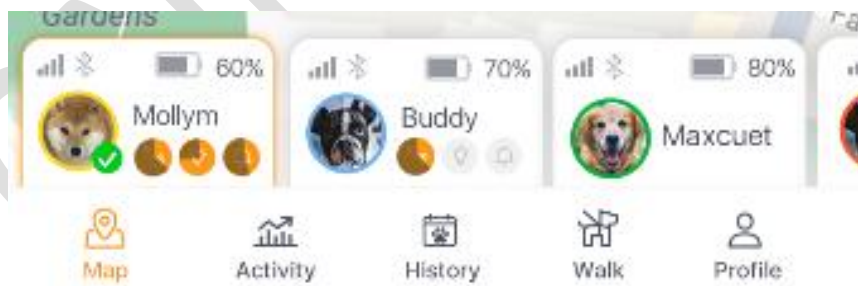 Gardens
60%
70%
80%
Mollym
Buddy
Maxcuet
Map
Activity
History
Walk
Profile